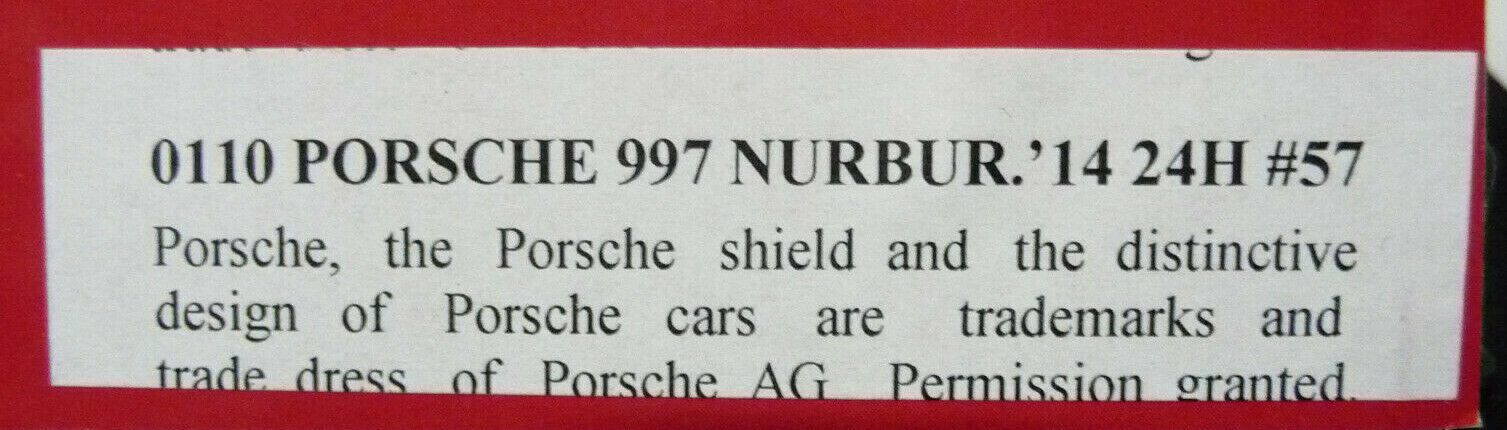 0110 PORSCHE 997 NURBUR.'14 24H #57
Porsche, the Porsche shield and the distinctive
design of Porsche cars are trademarks and
trade dress of Porsche AG Permission granted.